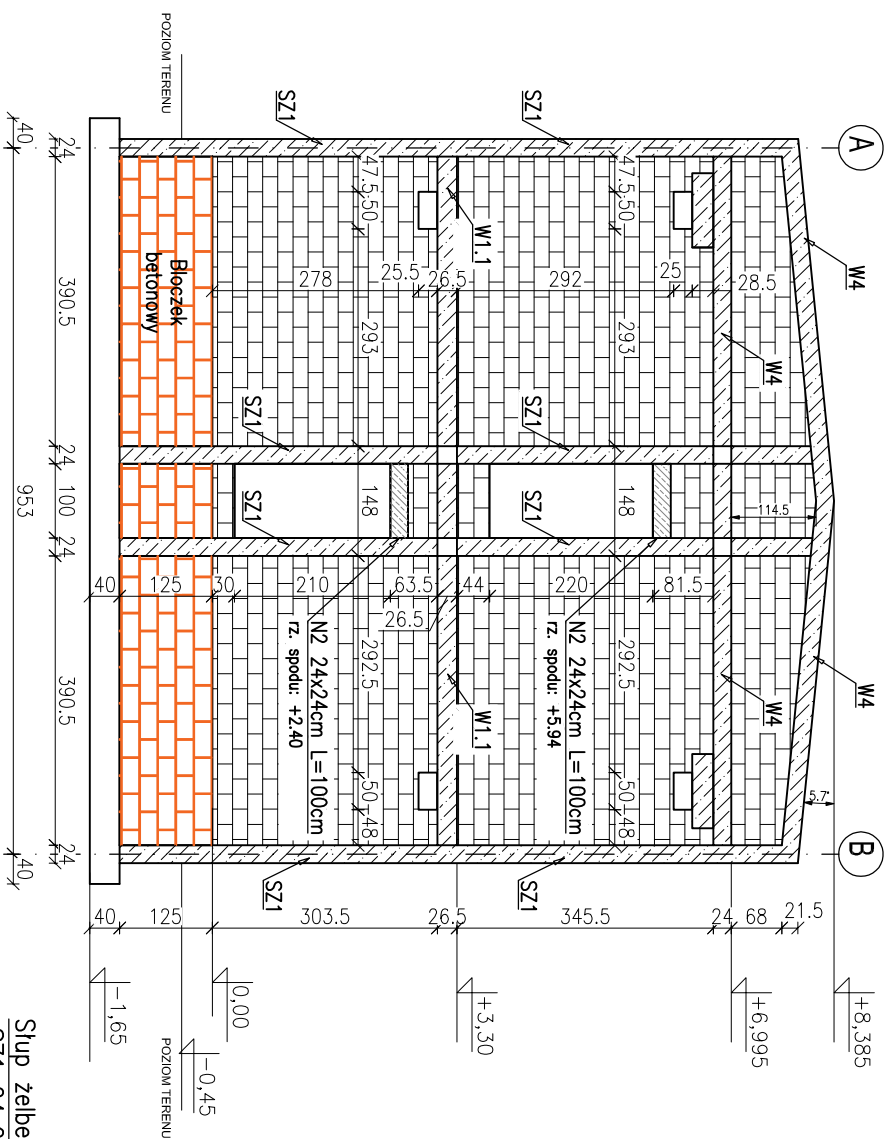 A
B
POZIOM TERENU
SZ1
SZ1
W4
W4
W4
W4
W1.1
W1.1
SZ1
SZ1
SZ1
SZ1
SZ1
SZ1
47.5
50
293
148
292.5
50
48
47.5
50
293
148
292.5
50
48
278
25.5
26.5
292
25
28.5
114.5
5.7°
40
125
30
210
63.5
26.5
44
220
81.5
Bloczek
betonowy
N2 24x24cm L=100cm
rz. spodu: +2.40
N2 24x24cm L=100cm
rz. spodu: +5.94
24
390.5
24
100
24
390.5
24
40
953
40
40
125
303.5
26.5
345.5
24
68
21.5
-1,65
0,00
-0,45
+3,30
+6,995
+8,385
POZIOM TERENU
Słup żelbe